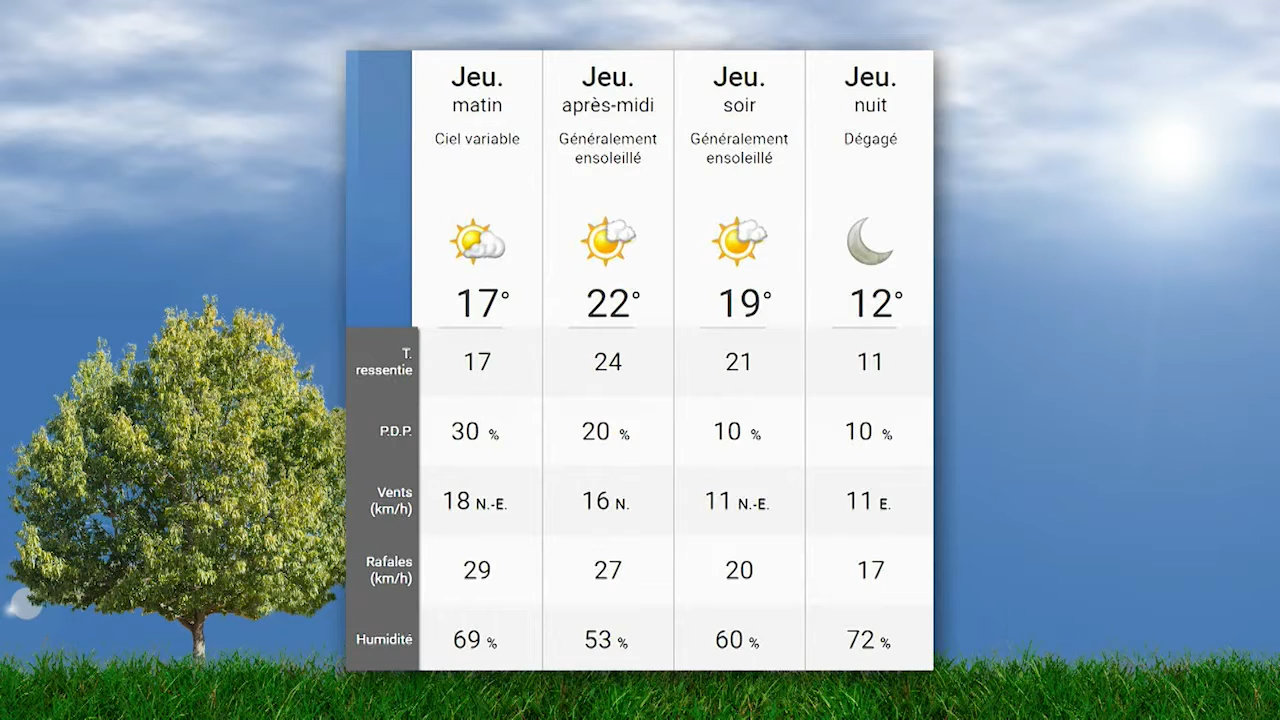 Jeu. Jeu. Jeu. Jeu.
matin après-midi soir nuit
Ciel variable Généralement ensoleillé Généralement ensoleillé Dégagé
17° 22° 19° 12°
T. ressentie 17 24 21 11
P.D.P. 30 % 20 % 10 % 10 %
Vents (km/h) 18 N.-E. 16 N. 11 N.-E. 11 E.
Rafales (km/h) 29 27 20 17
Humidité 69 % 53 % 60 % 72 %